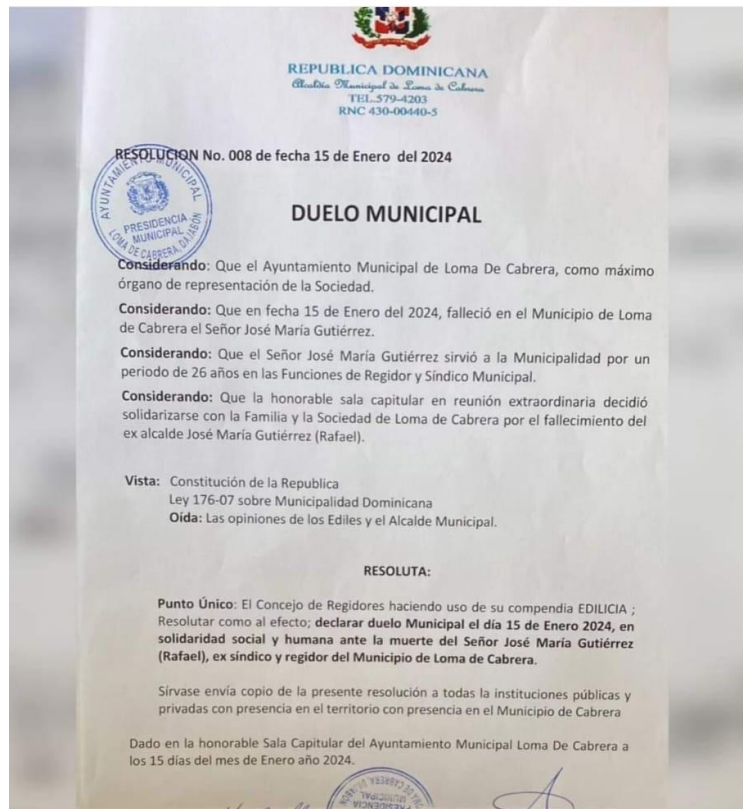 REPUBLICA DOMINICANA
Alcaldía Municipal de Loma de Cabrera
TEL.579-4203
RNC 430-00440-5
RESOLUCION No. 008 de fecha 15 de Enero del 2024
AYUNTAMIENTO MUNICIPAL
PRESIDENCIA
MUNICIPAL
LOMA DE CABRERA, DAJABON
DUELO MUNICIPAL
Considerando: Que el Ayuntamiento Municipal de Loma De Cabrera, como máximo
órgano de representación de la Sociedad.
Considerando: Que en fecha 15 de Enero del 2024, falleció en el Municipio de Loma
de Cabrera el Señor José María Gutiérrez.
Considerando: Que el Señor José María Gutiérrez sirvió a la Municipalidad por un
periodo de 26 años en las Funciones de Regidor y Síndico Municipal.
Considerando: Que la honorable sala capitular en reunión extraordinaria decidió
solidarizarse con la Familia y la Sociedad de Loma de Cabrera por el fallecimiento del
ex alcalde José María Gutiérrez (Rafael).
Vista: Constitución de la Republica
Ley 176-07 sobre Municipalidad Dominicana
Oída: Las opiniones de los Ediles y el Alcalde Municipal.
RESOLUTA:
Punto Único: El Concejo de Regidores haciendo uso de su compendia EDILICIA ;
Resolutar como al efecto; declarar duelo Municipal el día 15 de Enero 2024, en
solidaridad social y humana ante la muerte del Señor José María Gutiérrez
(Rafael), ex síndico y regidor del Municipio de Loma de Cabrera.
Sírvase envía copio de la presente resolución a todas la instituciones públicas y
privadas con presencia en el territorio con presencia en el Municipio de Cabrera
Dado en la honorable Sala Capitular del Ayuntamiento Municipal Loma De Cabrera a
los 15 días del mes de Enero año 2024.
PRESIDENCIA
MUNICIPAL